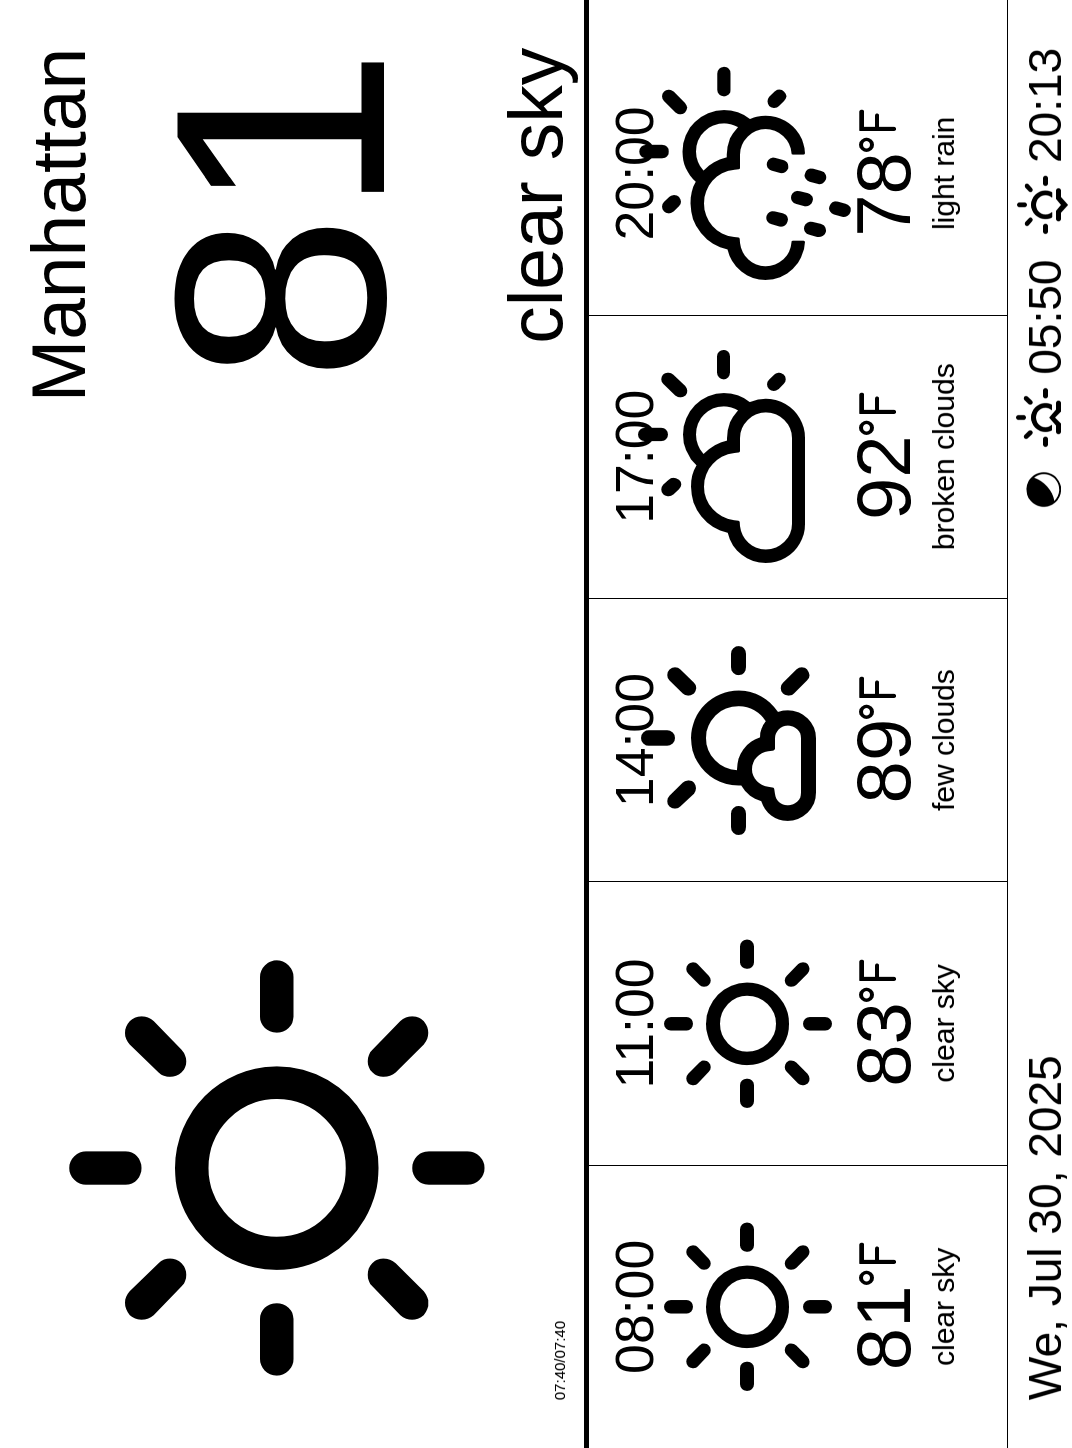 Manhattan
81
clear sky
07:40/07:40
08:00
81°F
clear sky
11:00
83°F
clear sky
14:00
89°F
few clouds
17:00
92°F
broken clouds
20:00
78°F
light rain
We, Jul 30, 2025
05:50
20:13